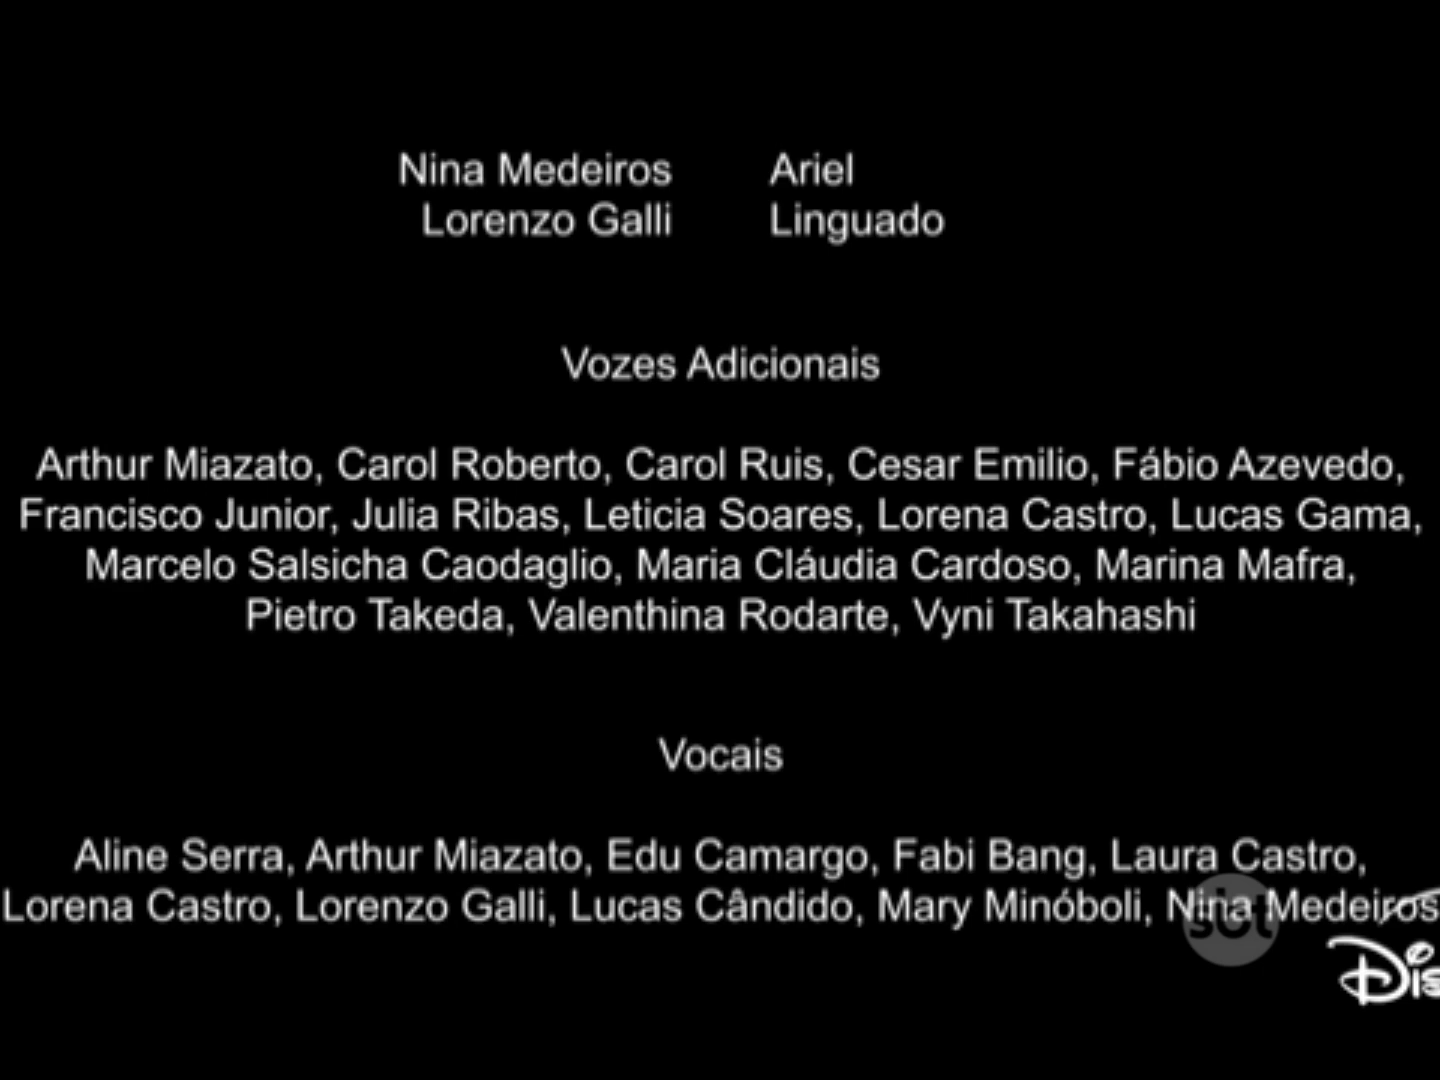 Nina Medeiros Ariel
Lorenzo Galli Linguado
Vozes Adicionais
Arthur Miazato, Carol Roberto, Carol Ruis, Cesar Emilio, Fábio Azevedo,
Francisco Junior, Julia Ribas, Leticia Soares, Lorena Castro, Lucas Gama,
Marcelo Salsicha Caodaglio, Maria Cláudia Cardoso, Marina Mafra,
Pietro Takeda, Valenthina Rodarte, Vyni Takahashi
Vocais
Aline Serra, Arthur Miazato, Edu Camargo, Fabi Bang, Laura Castro,
Lorena Castro, Lorenzo Galli, Lucas Cândido, Mary Minóboli, Nina Medeiros
sbt
Dis